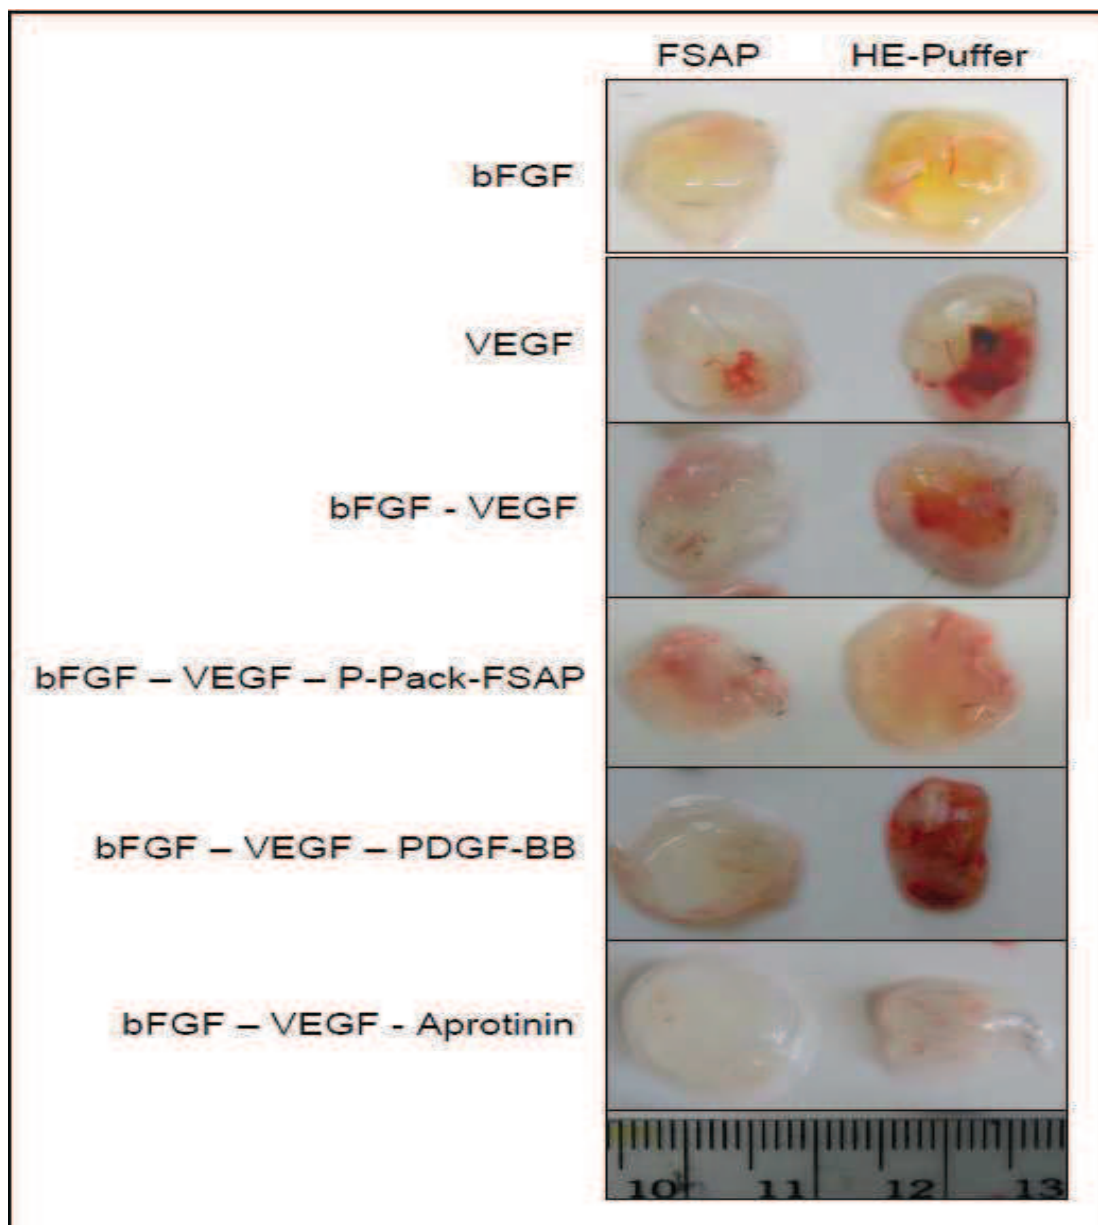 FSAP HE-Puffer
bFGF
VEGF
bFGF - VEGF
bFGF – VEGF – P-Pack-FSAP
bFGF – VEGF – PDGF-BB
bFGF – VEGF - Aprotinin
10 11 12 13